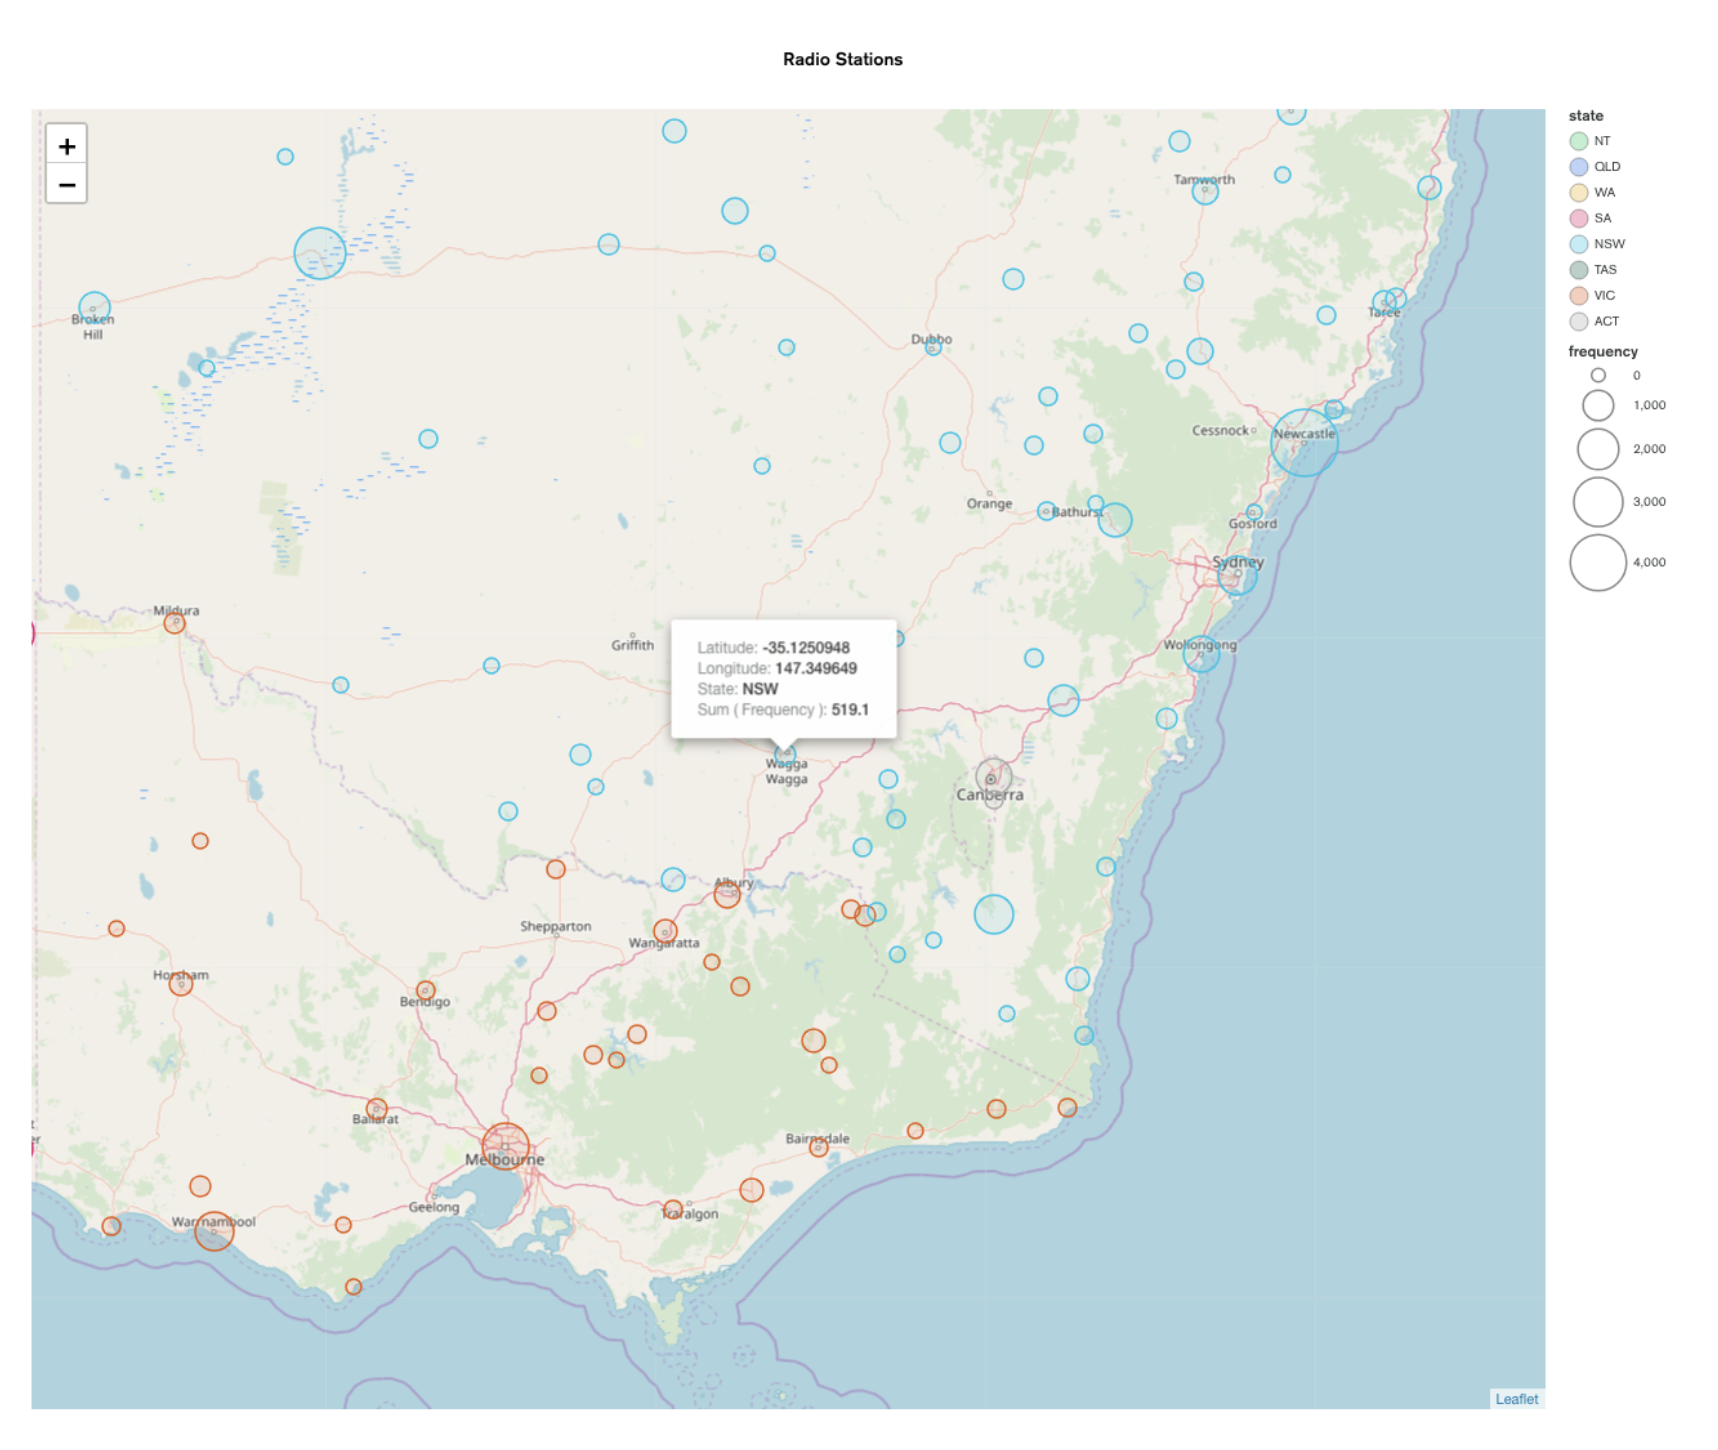 Radio Stations
+
−
Tamworth
Broken
Hill
Taree
Dubbo
Cessnock
Newcastle
Orange
Bathurst
Gosford
Sydney
Mildura
Griffith
Wollongong
Latitude: -35.1250948
Longitude: 147.349649
State: NSW
Sum ( Frequency ): 519.1
Wagga
Wagga
Canberra
Albury
Shepparton
Wangaratta
Horsham
Bendigo
Ballarat
Bairnsdale
Melbourne
Geelong
Traralgon
Warrnambool
Leaflet
state
NT
QLD
WA
SA
NSW
TAS
VIC
ACT
frequency
0
1,000
2,000
3,000
4,000